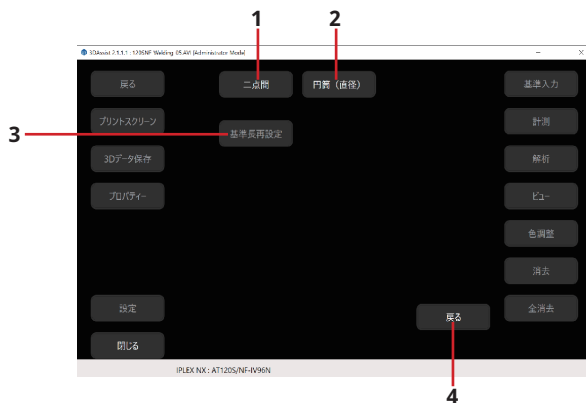 1
2
3DAssist 2.1.1.1 : 120SNF Welding_05.AVI [Administrator Mode]
戻る
二点間
円筒（直径）
基準入力
プリントスクリーン
計測
3
基準長再設定
3Dデータ保存
解析
プロパティー
ビュー
色調整
消去
設定
戻る
全消去
閉じる
IPLEX NX : AT120S/NF-IV96N
4